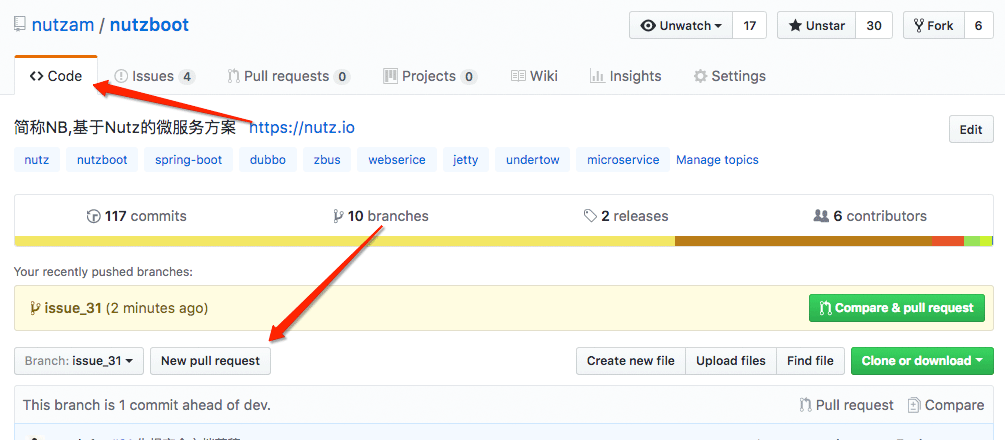 nutzam / nutzboot
Unwatch 17 Unstar 30 Fork 6
Code Issues 4 Pull requests 0 Projects 0 Wiki Insights Settings
简称NB,基于Nutz的微服务方案 https://nutz.io Edit
nutz nutzboot spring-boot dubbo zbus webserice jetty undertow microservice Manage topics
117 commits 10 branches 2 releases 6 contributors
Your recently pushed branches:
issue_31 (2 minutes ago) Compare & pull request
Branch: issue_31 New pull request Create new file Upload files Find file Clone or download
This branch is 1 commit ahead of dev. Pull request Compare